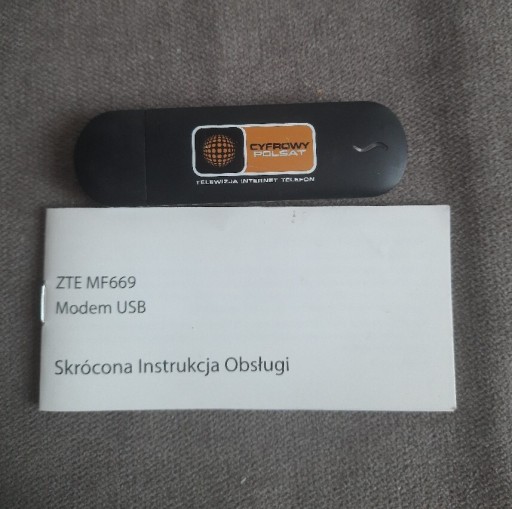 CYFROWY
POLSAT
TELEWIZJA INTERNET TELEFON
ZTE MF669
Modem USB
Skrócona Instrukcja Obsługi